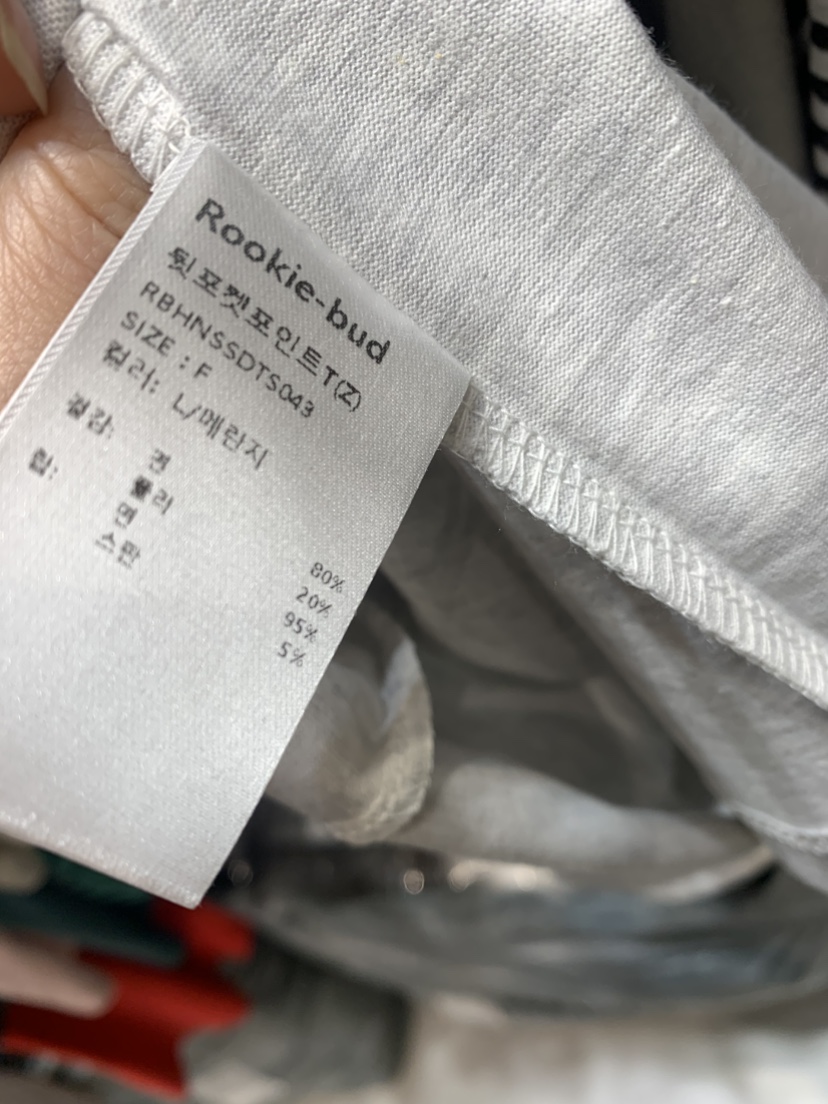 Rookie-bud
뒷포켓포인트T(Z)
RBHNSSDTS043
SIZE : F
컬러: L/메란지
겉감: 면 80%
폴리 20%
립: 면 95%
스판 5%